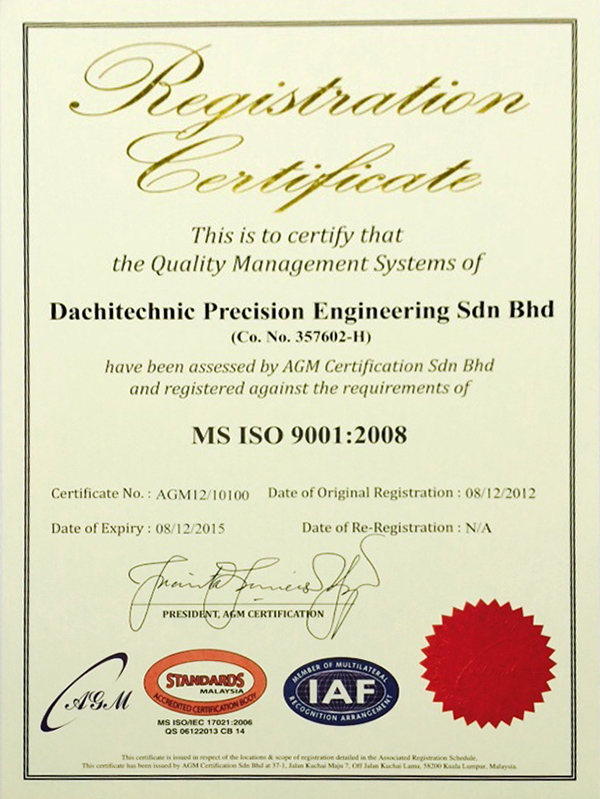 Registration
Certificate
This is to certify that
the Quality Management Systems of
Dachitechnic Precision Engineering Sdn Bhd
(Co. No. 357602-H)
have been assessed by AGM Certification Sdn Bhd
and registered against the requirements of
MS ISO 9001:2008
Certificate No. : AGM12/10100 Date of Original Registration : 08/12/2012
Date of Expiry : 08/12/2015 Date of Re-Registration : N/A
PRESIDENT, AGM CERTIFICATION
AGM
STANDARDS
MALAYSIA
ACCREDITED CERTIFICATION BODY
MS ISO/IEC 17021:2006
QS 06122013 CB 14
MEMBER OF MULTILATERAL
IAF
RECOGNITION ARRANGEMENT
This certificate is issued in respect of the locations & scope of registration detailed in the Associated Registration Schedule,
This certificate has been issued by AGM Certification Sdn Bhd at 37-1, Jalan Kuchai Maju 7, Off Jalan Kuchai Lama, 58200 Kuala Lumpur, Malaysia.